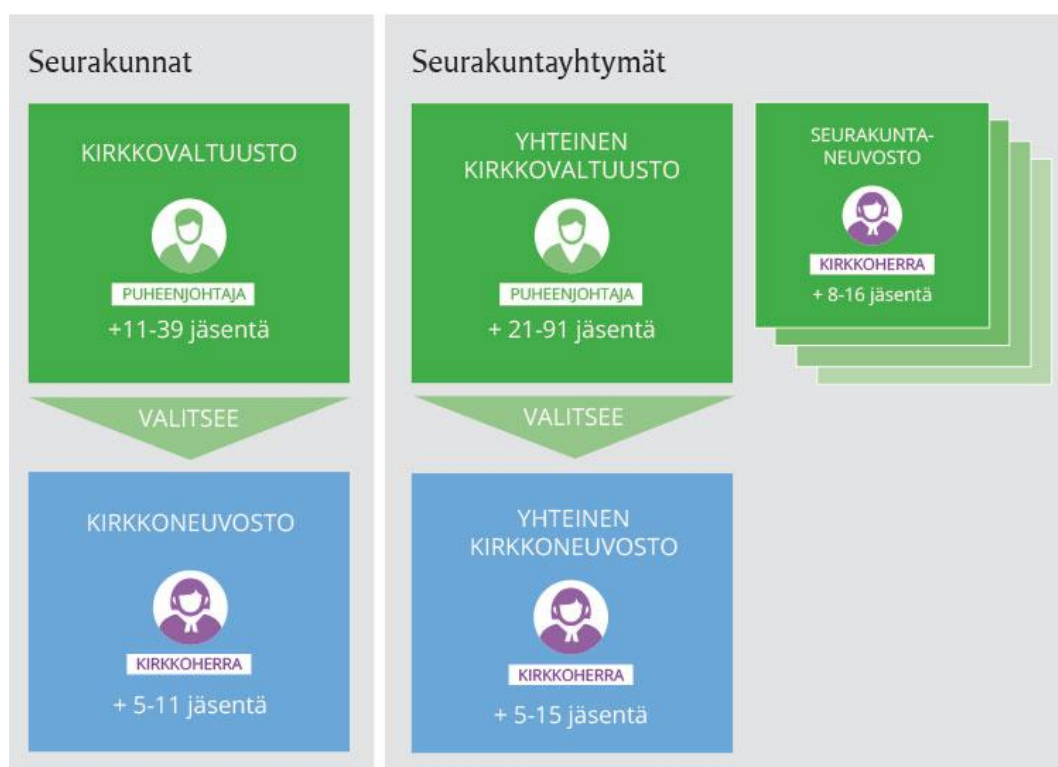 Seurakunnat
KIRKKOVALTUUSTO
PUHEENJOHTAJA
+11-39 jäsentä
VALITSEE
KIRKKONEUVOSTO
KIRKKOHERRA
+ 5-11 jäsentä
Seurakuntayhtymät
YHTEINEN
KIRKKOVALTUUSTO
PUHEENJOHTAJA
+ 21-91 jäsentä
VALITSEE
YHTEINEN
KIRKKONEUVOSTO
KIRKKOHERRA
+ 5-15 jäsentä
SEURAKUNTA-
NEUVOSTO
KIRKKOHERRA
+ 8-16 jäsentä